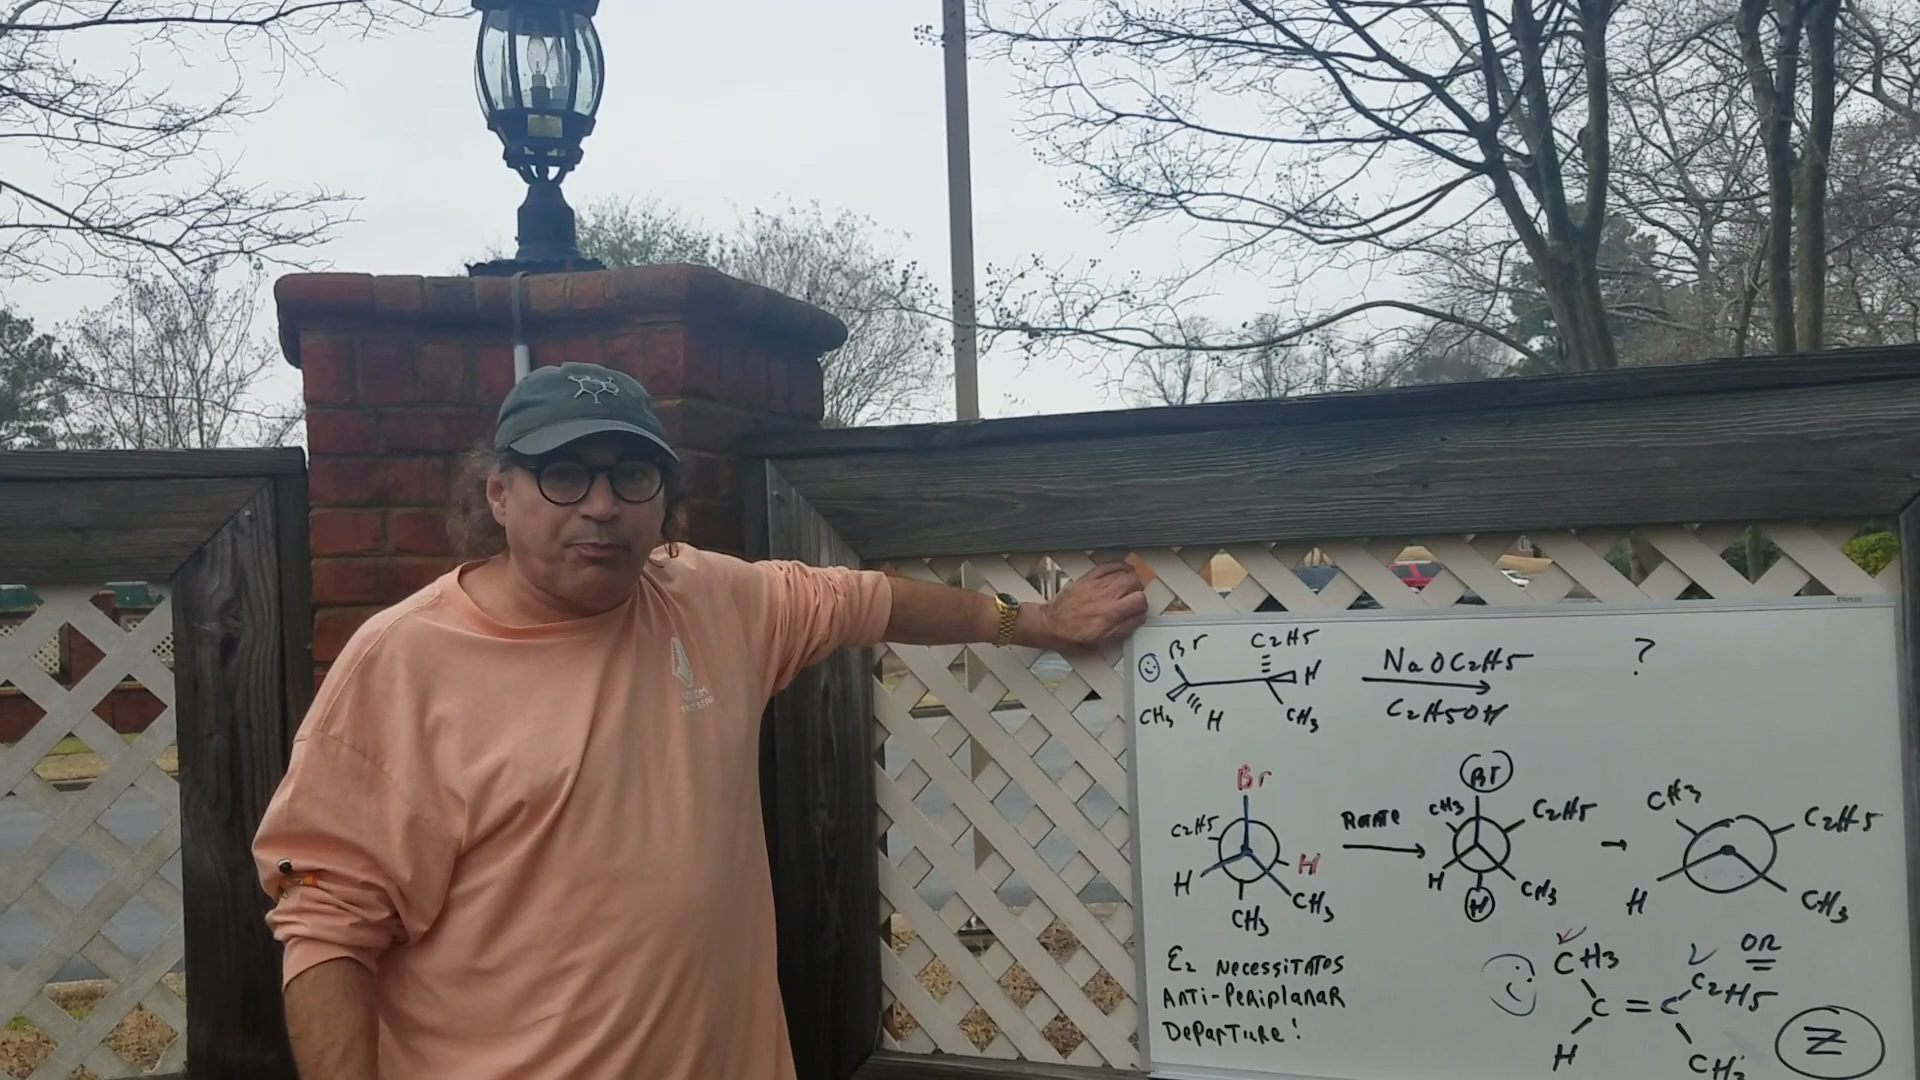 Br C2H5
H
CH3 H CH3
NaOC2H5
C2H5OH
?
Br
C2H5
H
H
CH3
CH3
Rotate
Br
CH3 C2H5
H
CH3
H
CH3
C2H5
H
CH3
E2 Necessitates
Anti-Periplanar
Departure!
OR
CH3
C2H5
C = C
H
CH3
Z